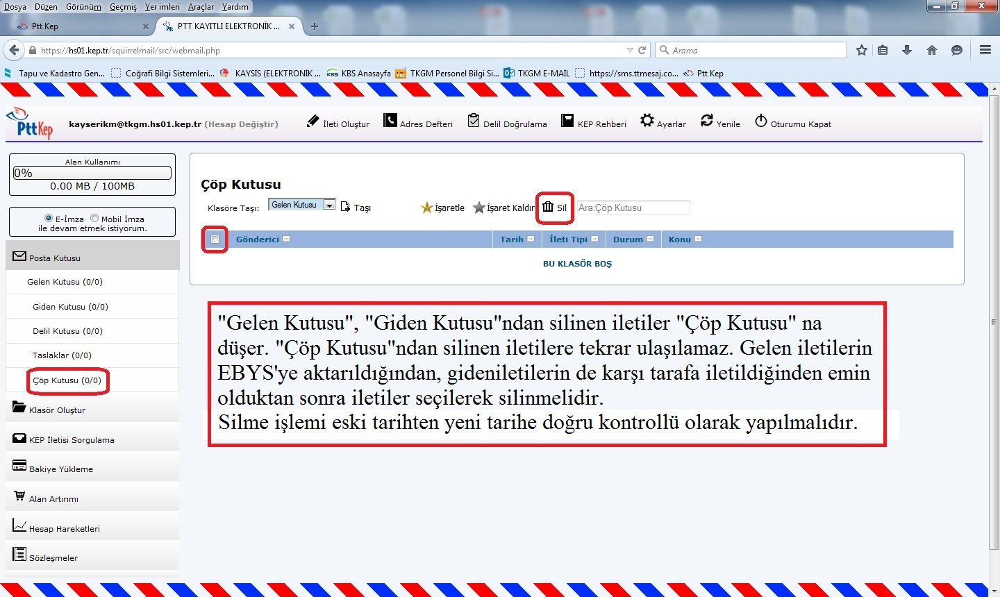 Dosya Düzen Görünüm Geçmiş Yer imleri Araçlar Yardım
Ptt Kep
PTT KAYITLI ELEKTRONİK ...
https://hs01.kep.tr/squirrelmail/src/webmail.php
Arama
Tapu ve Kadastro Gen... Coğrafi Bilgi Sistemleri... KAYSİS (ELEKTRONİK ... KBS Anasayfa TKGM Personel Bilgi Si... TKGM E-MAİL https://sms.ttmesaj.co... Ptt Kep
PttKep
kayserikm@tkgm.hs01.kep.tr (Hesap Değiştir)
İleti Oluştur Adres Defteri Delil Doğrulama KEP Rehberi Ayarlar Yenile Oturumu Kapat
Alan Kullanımı
0%
0.00 MB / 100MB
E-İmza Mobil İmza
ile devam etmek istiyorum.
Posta Kutusu
Gelen Kutusu (0/0)
Giden Kutusu (0/0)
Delil Kutusu (0/0)
Taslaklar (0/0)
Çöp Kutusu (0/0)
Klasör Oluştur
KEP İletisi Sorgulama
Bakiye Yükleme
Alan Artırımı
Hesap Hareketleri
Sözleşmeler
Çöp Kutusu
Klasöre Taşı: Gelen Kutusu Taşı İşaretle İşaret Kaldır Sil Ara:Çöp Kutusu
Gönderici Tarih İleti Tipi Durum Konu
BU KLASÖR BOŞ
"Gelen Kutusu", "Giden Kutusu"ndan silinen iletiler "Çöp Kutusu" na
düşer. "Çöp Kutusu"ndan silinen iletilere tekrar ulaşılamaz. Gelen iletilerin
EBYS'ye aktarıldığından, gideniletilerin de karşı tarafa iletildiğinden emin
olduktan sonra iletiler seçilerek silinmelidir.
Silme işlemi eski tarihten yeni tarihe doğru kontrollü olarak yapılmalıdır.